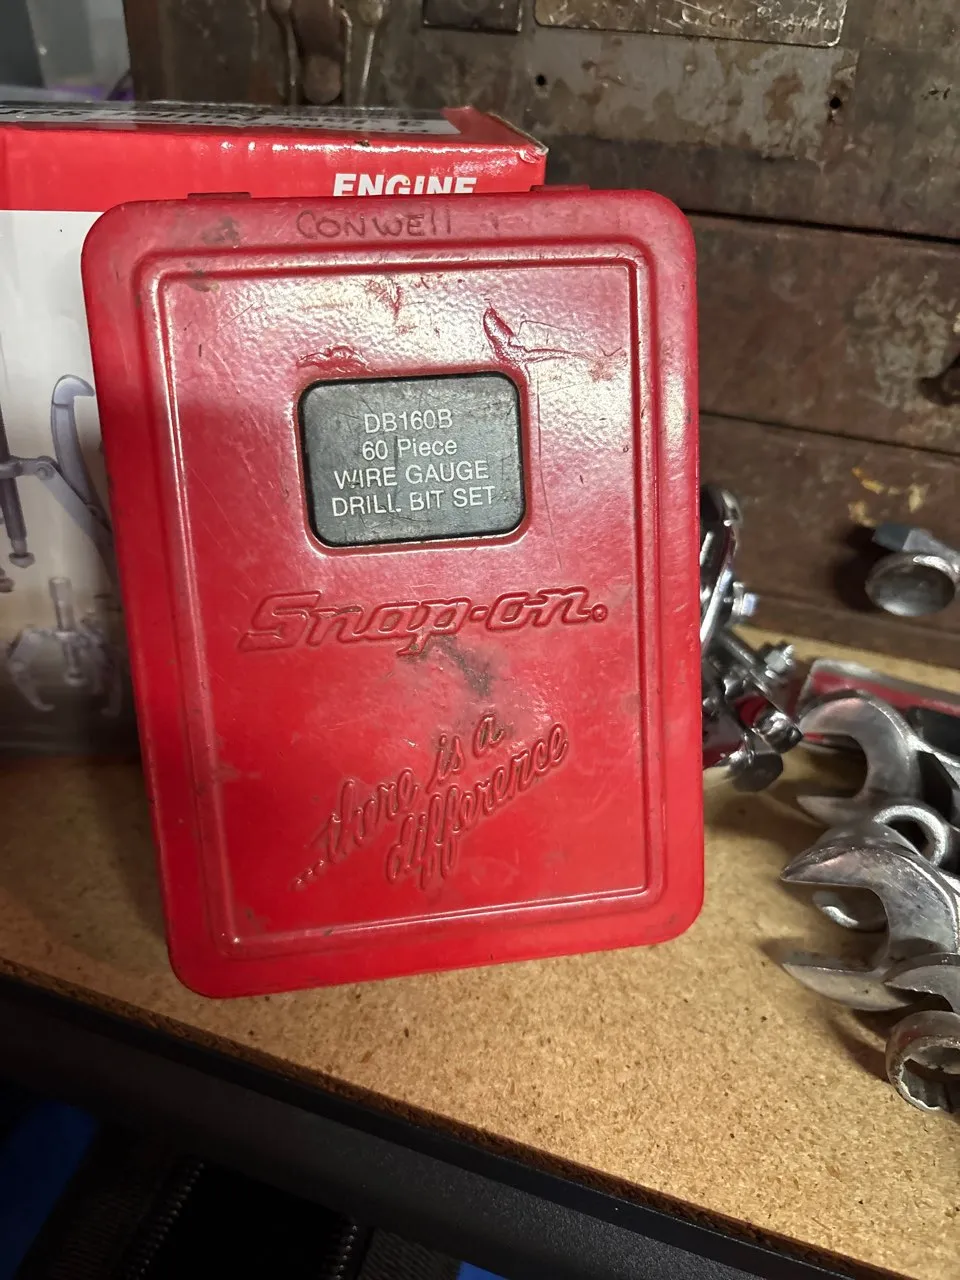 ENGINE
CONWEll
DB160B
60 Piece
WIRE GAUGE
DRILL BIT SET
Snap-on.
...there is a
difference